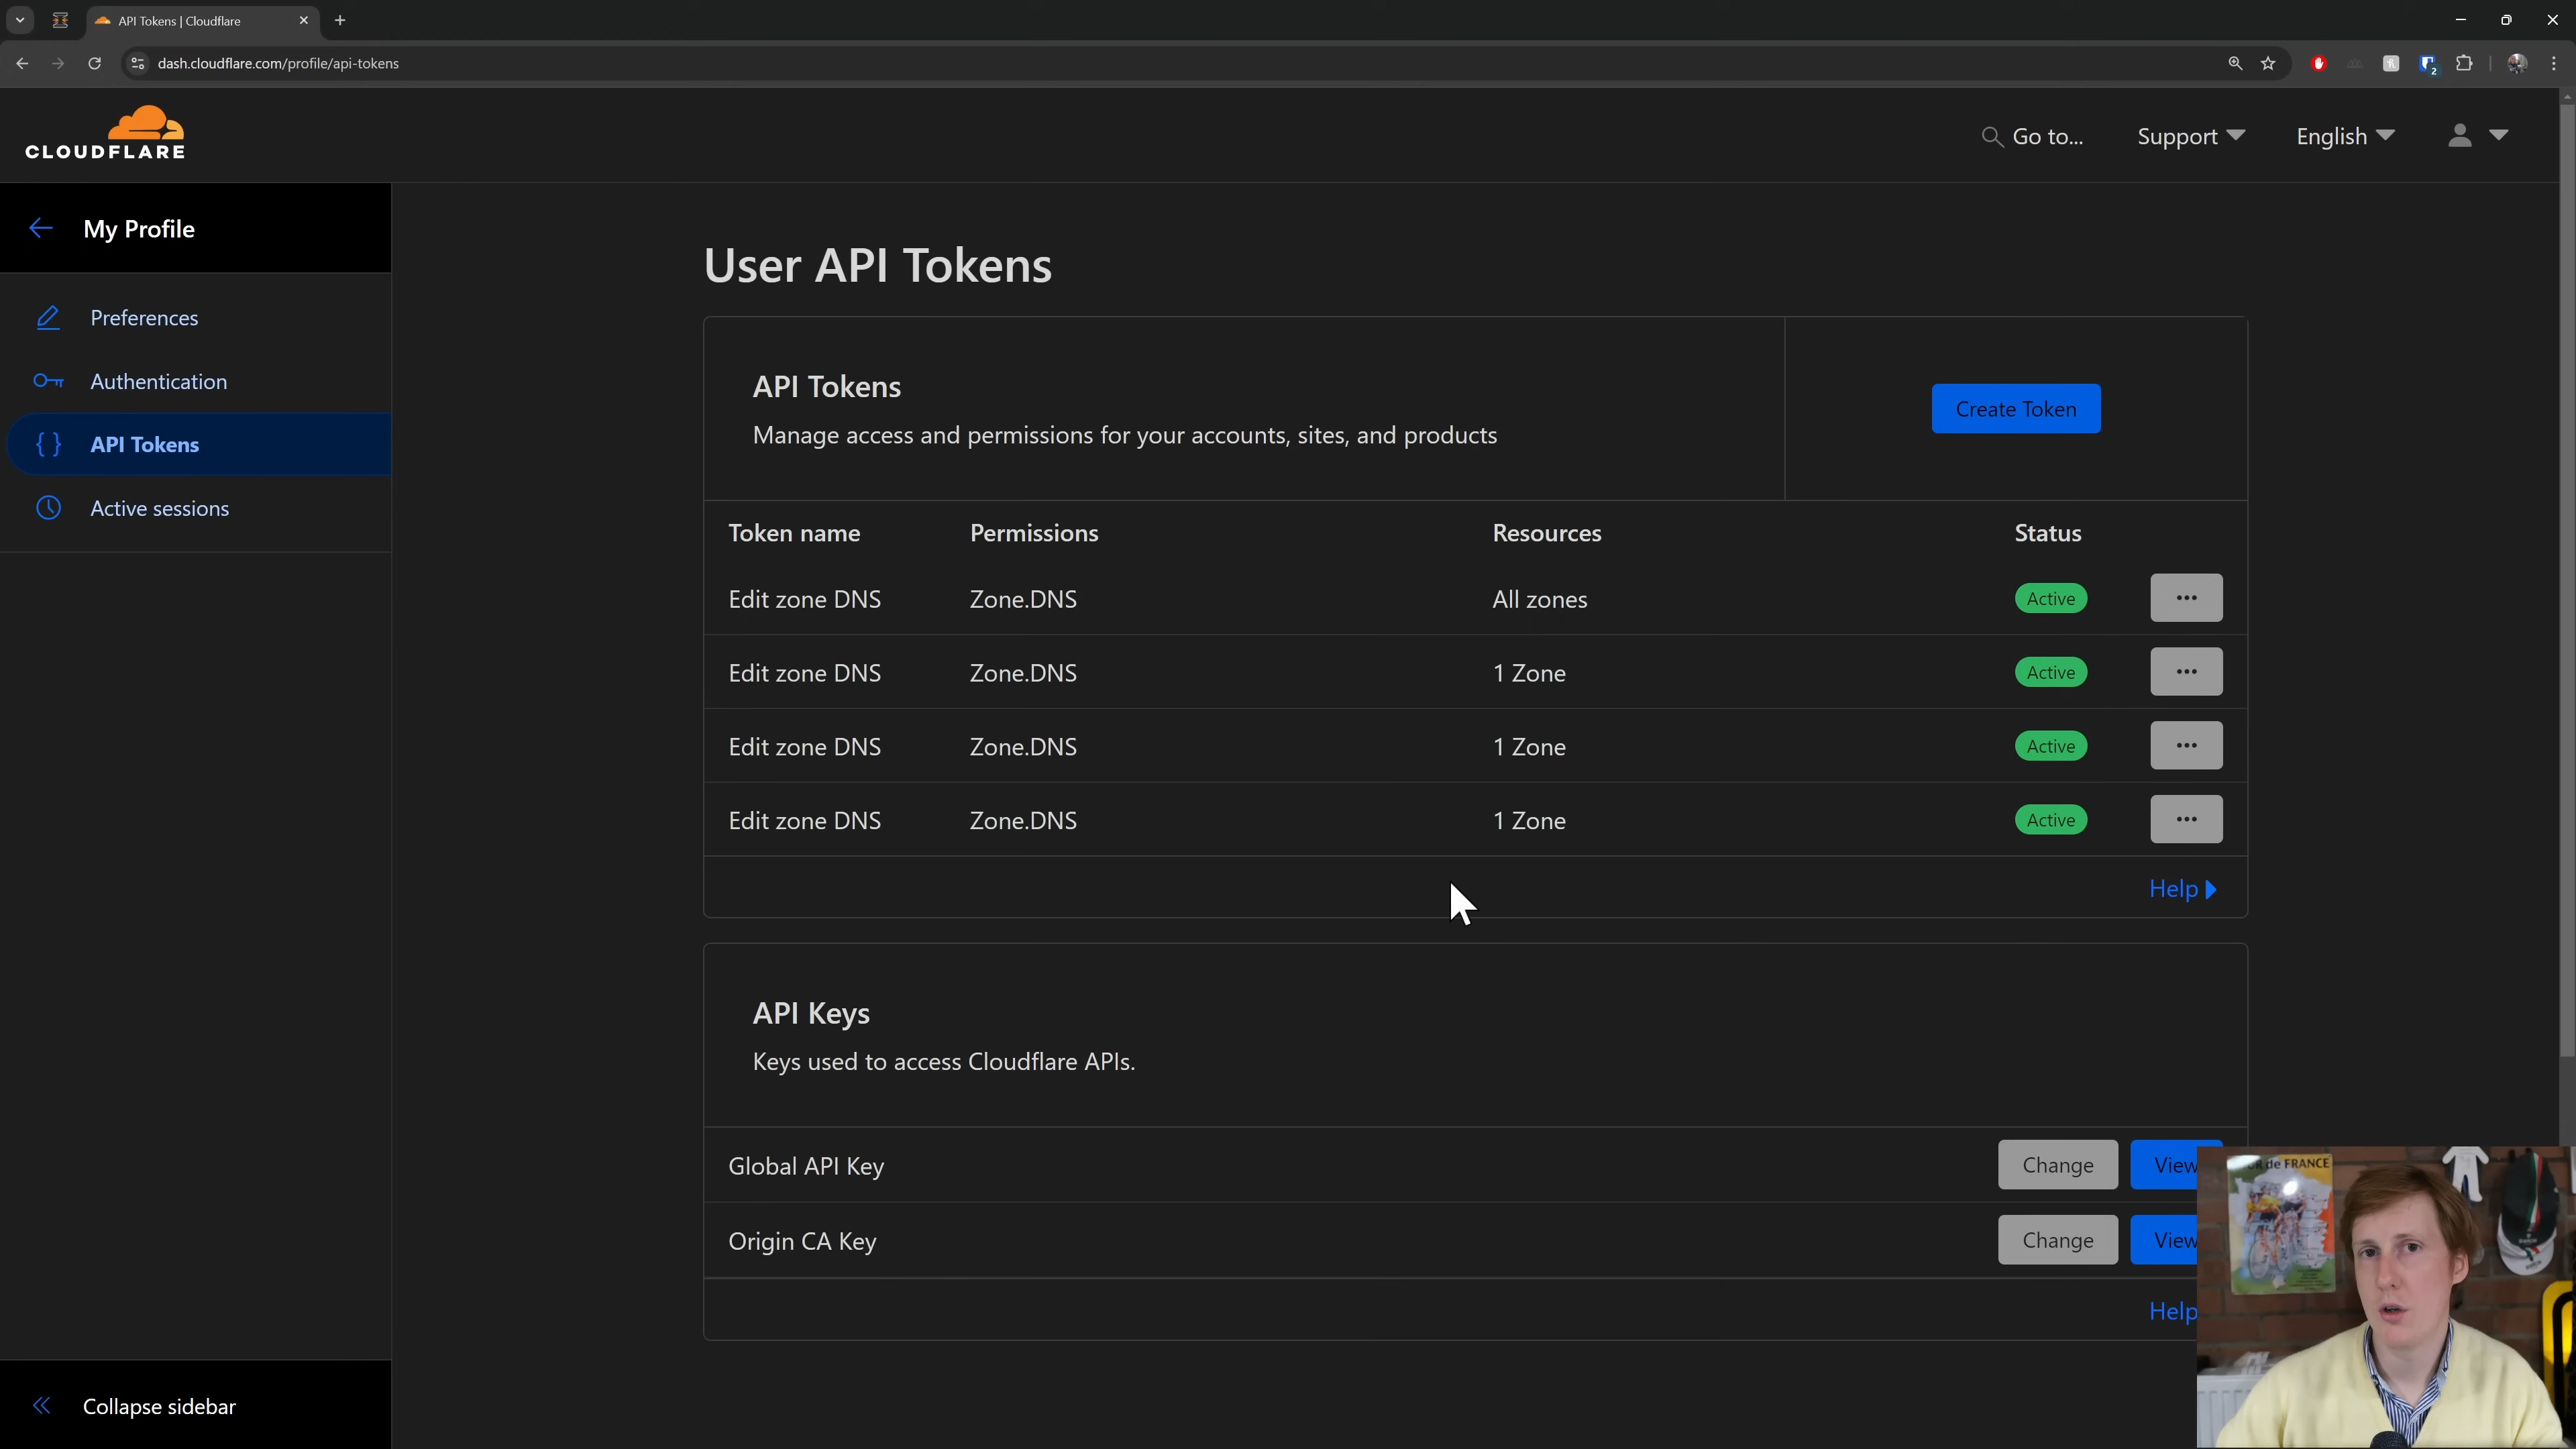 API Tokens | Cloudflare
dash.cloudflare.com/profile/api-tokens
2
CLOUDFLARE
Go to...
Support
English
My Profile
Preferences
Authentication
API Tokens
Active sessions
Collapse sidebar
User API Tokens
API Tokens
Manage access and permissions for your accounts, sites, and products
Create Token
Token name Permissions Resources Status
Edit zone DNS Zone.DNS All zones Active ...
Edit zone DNS Zone.DNS 1 Zone Active ...
Edit zone DNS Zone.DNS 1 Zone Active ...
Edit zone DNS Zone.DNS 1 Zone Active ...
Help
API Keys
Keys used to access Cloudflare APIs.
Global API Key Change View
Origin CA Key Change View
Help
de FRANCE